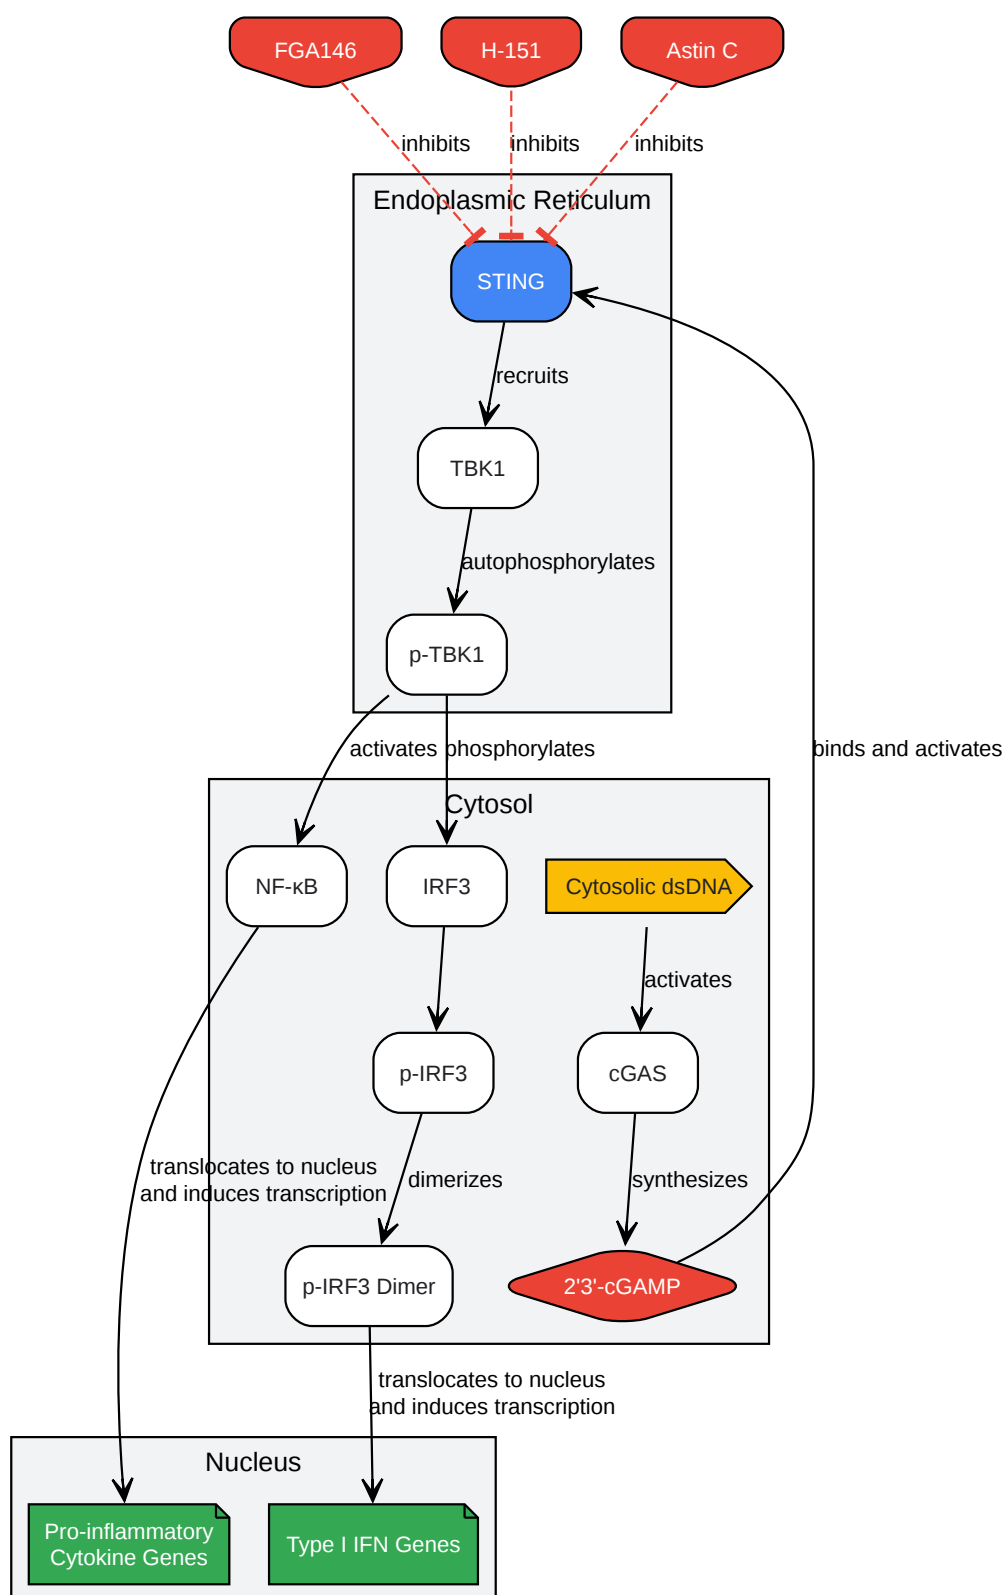 FGA146
H-151
Astin C
inhibits
inhibits
inhibits
Endoplasmic Reticulum
STING
recruits
TBK1
autophosphorylates
p-TBK1
activates
phosphorylates
binds and activates
Cytosol
NF-κB
IRF3
Cytosolic dsDNA
activates
p-IRF3
cGAS
translocates to nucleus
and induces transcription
dimerizes
synthesizes
p-IRF3 Dimer
2'3'-cGAMP
translocates to nucleus
and induces transcription
Nucleus
Pro-inflammatory
Cytokine Genes
Type I IFN Genes